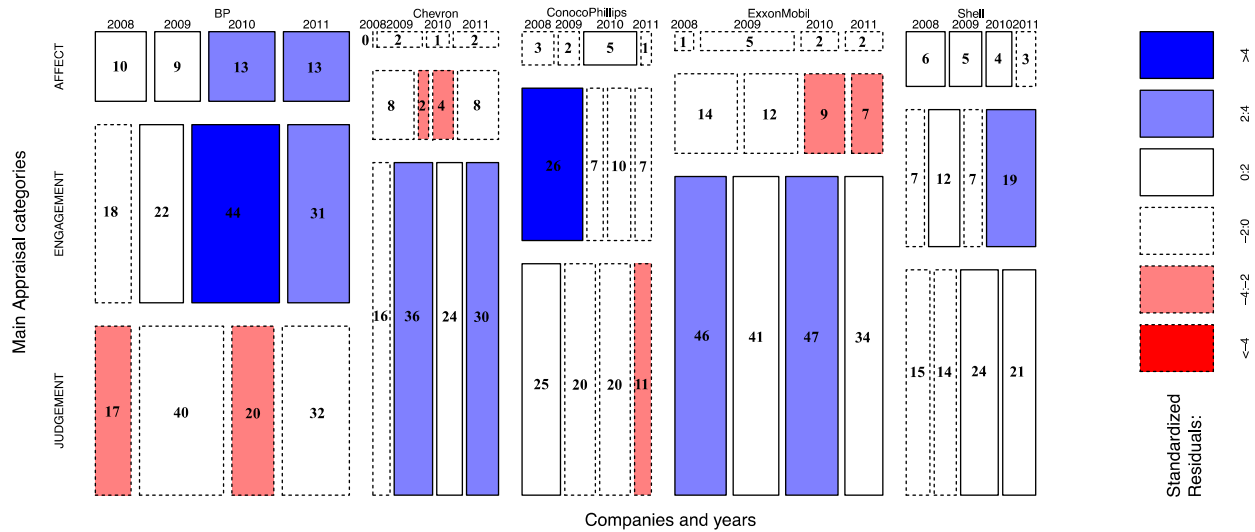 BP Chevron ConocoPhillips ExxonMobil Shell
2008 2009 2010 2011 2008 2009 2010 2011 2008 2009 2010 2011 2008 2009 2010 2011 2008 2009 2010 2011
AFFECT
10 9 13 13 0 2 1 2 3 2 5 1 1 5 2 2 6 5 4 3
ENGAGEMENT
18 22 44 31 8 2 4 8 26 7 10 7 14 12 9 7 7 12 7 19
JUDGEMENT
17 40 20 32 16 36 24 30 25 20 20 11 46 41 47 34 15 14 24 21
Main Appraisal categories
Companies and years
Standardized
Residuals:
<−4
−4:−2
−2:0
0:2
2:4
>4